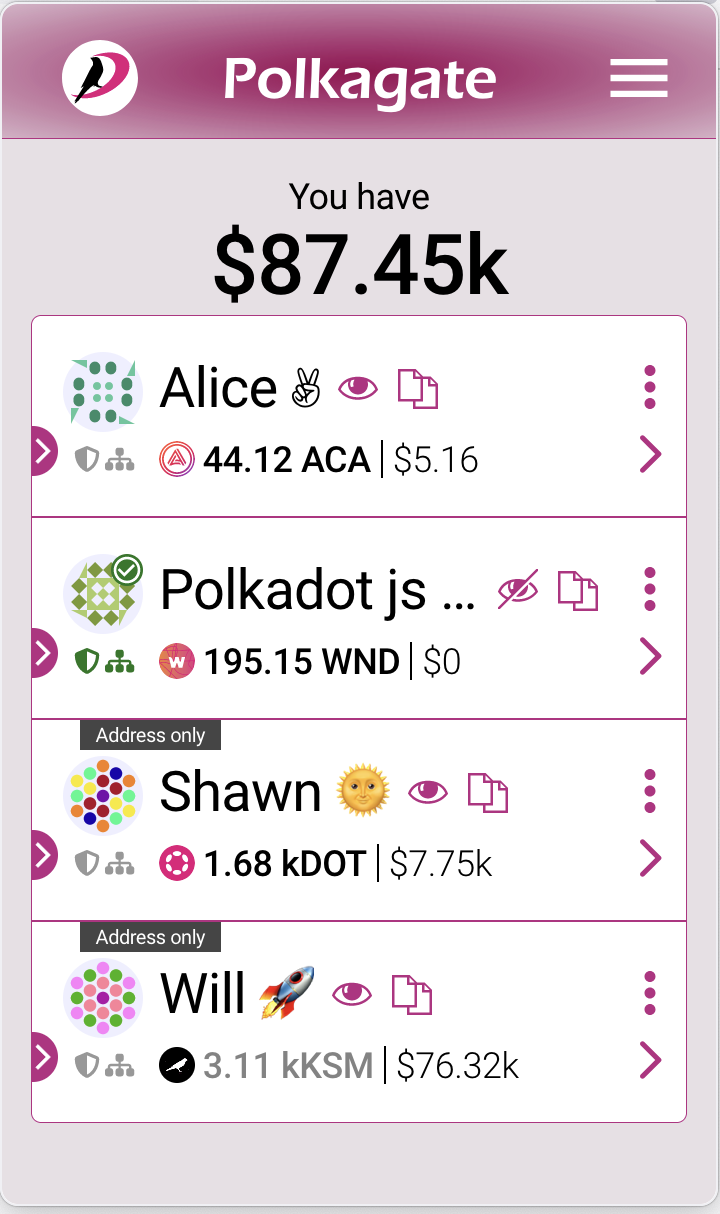 Polkagate
You have
$87.45k
Alice ✌
44.12 ACA | $5.16
Polkadot js ...
W 195.15 WND | $0
Address only
Shawn 🌞
1.68 kDOT | $7.75k
Address only
Will 🚀
3.11 kKSM | $76.32k